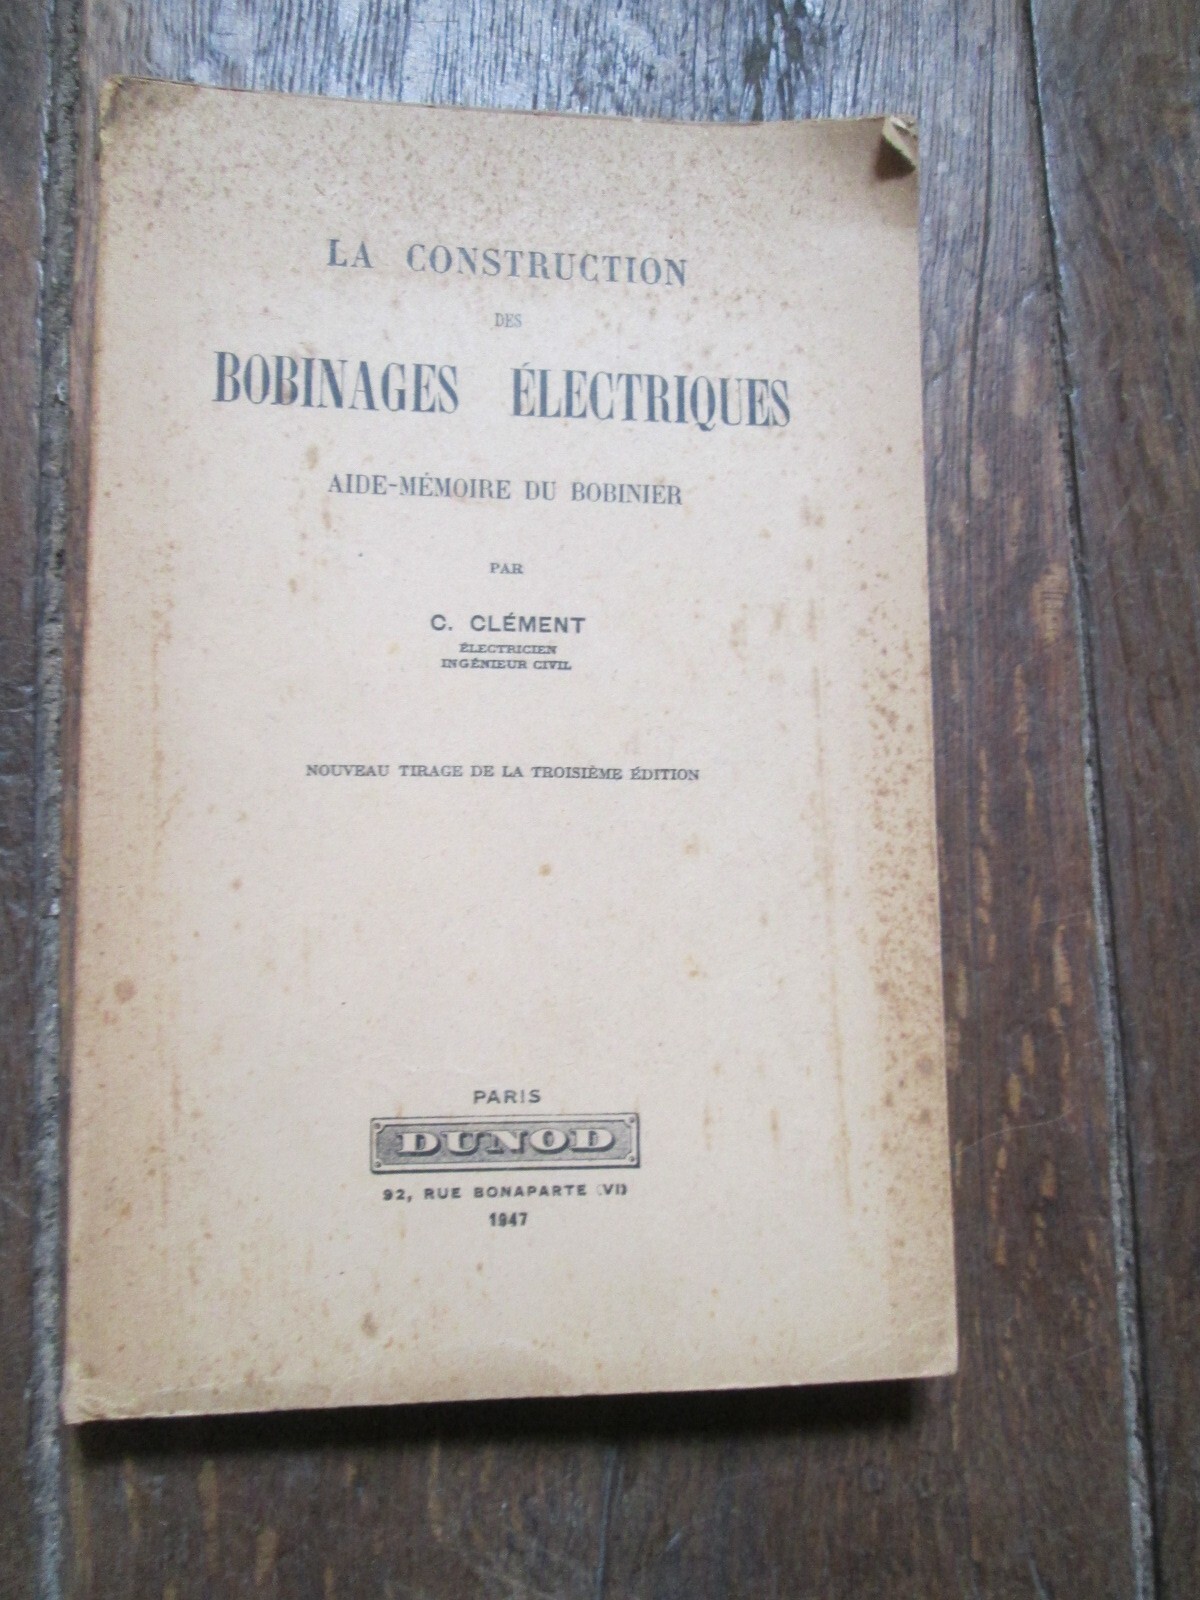 LA CONSTRUCTION
DES
BOBINAGES ÉLECTRIQUES
AIDE-MÉMOIRE DU BOBINIER
PAR
C. CLÉMENT
ÉLECTRICIEN
INGÉNIEUR CIVIL
NOUVEAU TIRAGE DE LA TROISIÈME ÉDITION
PARIS
DUNOD
92, RUE BONAPARTE (VI)
1947